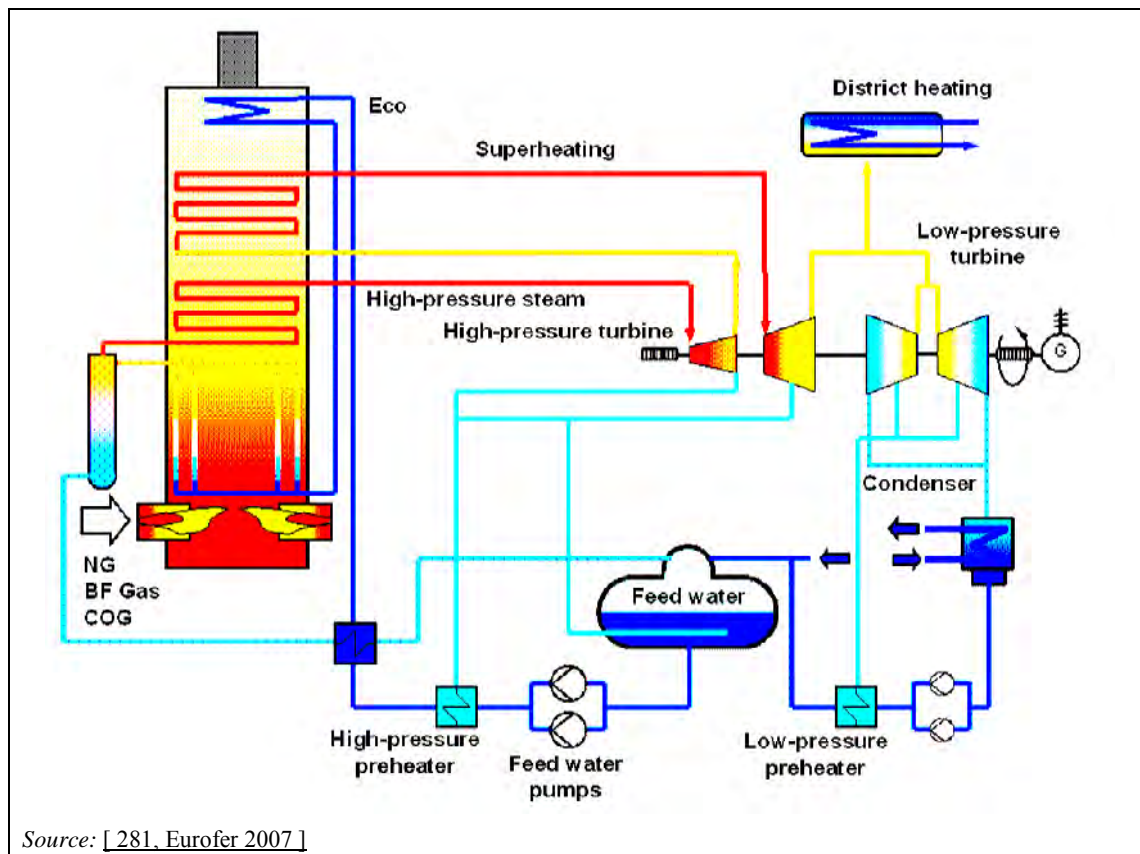 Eco
District heating
Superheating
Low-pressure
turbine
High-pressure steam
High-pressure turbine
G
Condenser
NG
BF Gas
COG
Feed water
High-pressure
preheater
Feed water
pumps
Low-pressure
preheater
Source: [ 281, Eurofer 2007 ]